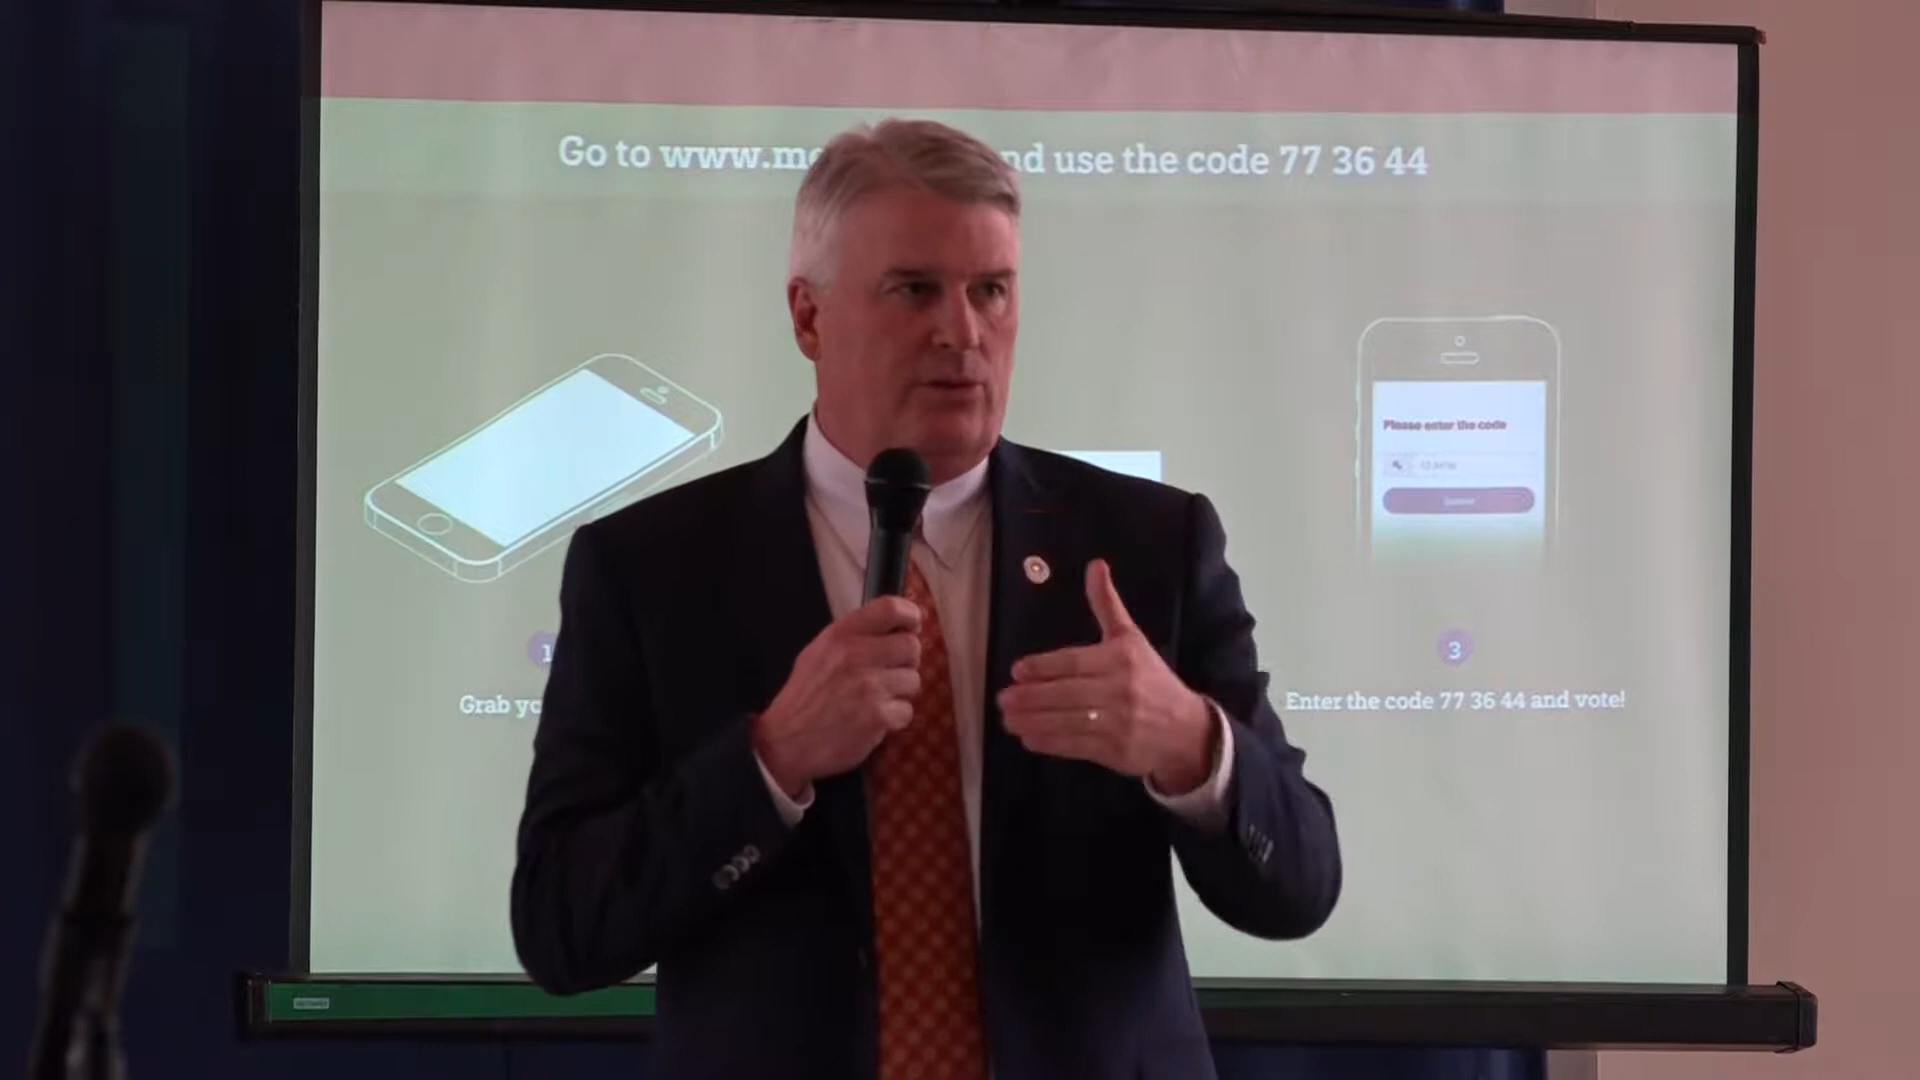 Go to www.m nd use the code 77 36 44
Please enter the code
1
3
Grab yo
Enter the code 77 36 44 and vote!